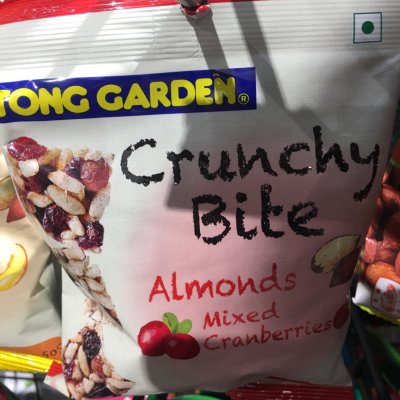 TONG GARDEN®
Crunchy
Bite
Almonds
Mixed
Cranberries